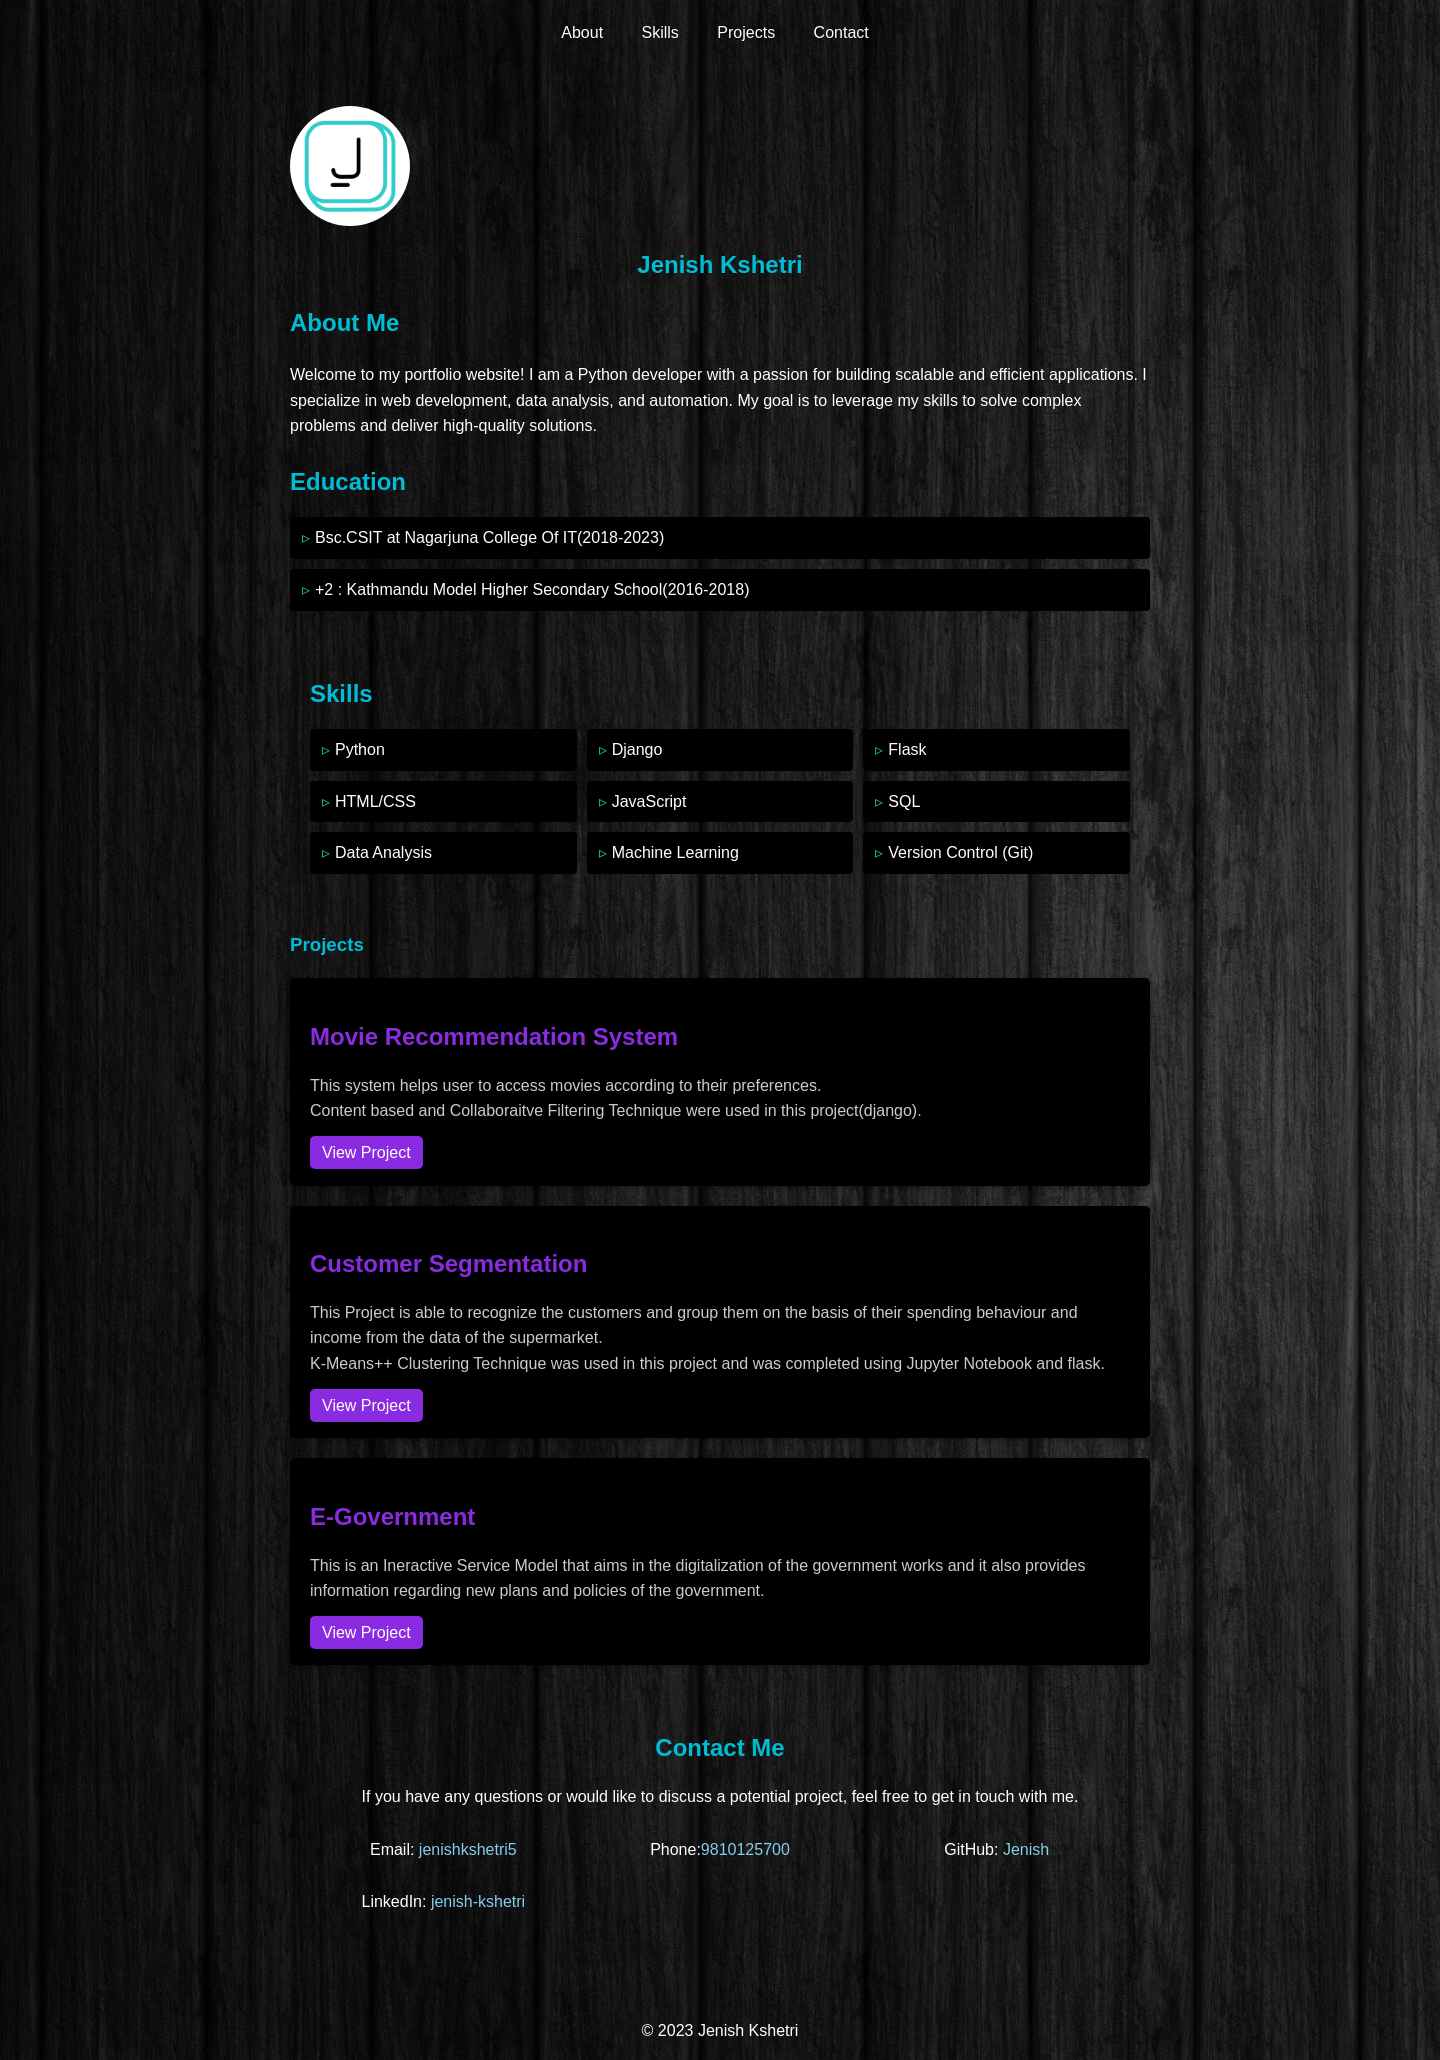 About Skills Projects Contact
J
Jenish Kshetri
About Me
Welcome to my portfolio website! I am a Python developer with a passion for building scalable and efficient applications. I
specialize in web development, data analysis, and automation. My goal is to leverage my skills to solve complex
problems and deliver high-quality solutions.
Education
▹ Bsc.CSIT at Nagarjuna College Of IT(2018-2023)
▹ +2 : Kathmandu Model Higher Secondary School(2016-2018)
Skills
▹ Python ▹ Django ▹ Flask
▹ HTML/CSS ▹ JavaScript ▹ SQL
▹ Data Analysis ▹ Machine Learning ▹ Version Control (Git)
Projects
Movie Recommendation System
This system helps user to access movies according to their preferences.
Content based and Collaboraitve Filtering Technique were used in this project(django).
View Project
Customer Segmentation
This Project is able to recognize the customers and group them on the basis of their spending behaviour and
income from the data of the supermarket.
K-Means++ Clustering Technique was used in this project and was completed using Jupyter Notebook and flask.
View Project
E-Government
This is an Ineractive Service Model that aims in the digitalization of the government works and it also provides
information regarding new plans and policies of the government.
View Project
Contact Me
If you have any questions or would like to discuss a potential project, feel free to get in touch with me.
Email: jenishkshetri5 Phone:9810125700 GitHub: Jenish
LinkedIn: jenish-kshetri
© 2023 Jenish Kshetri